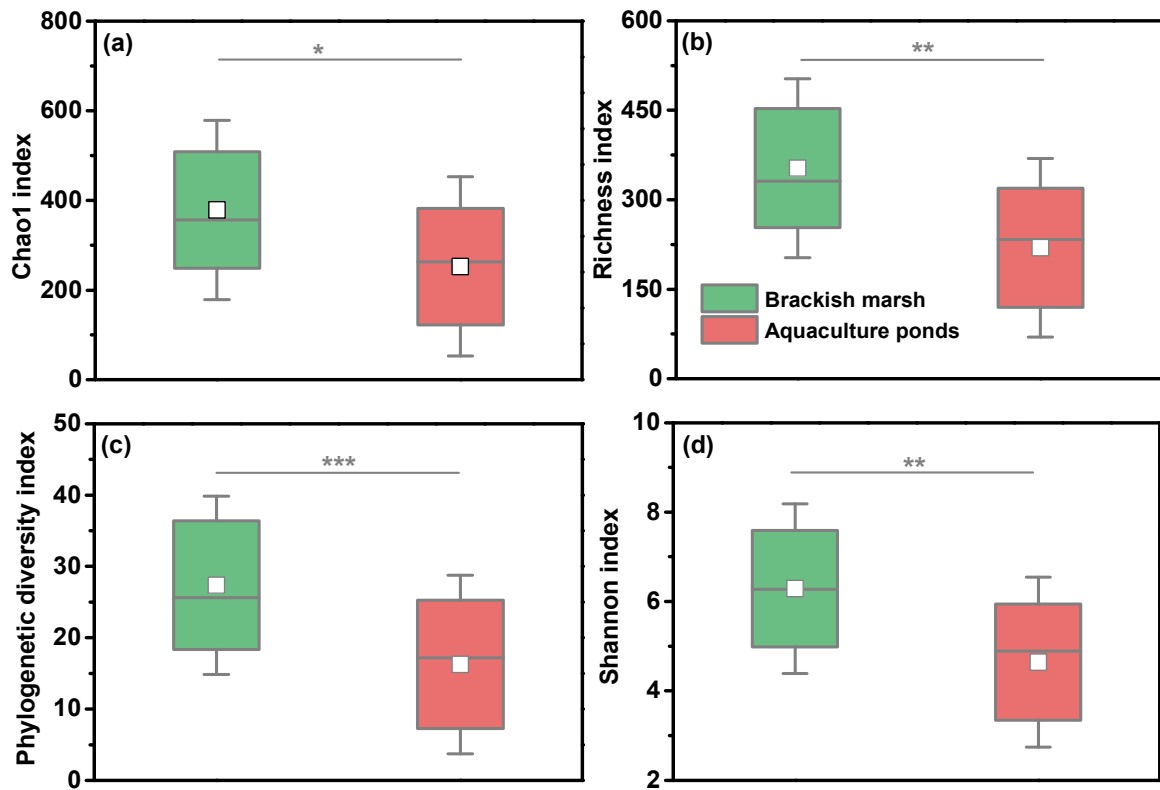 (a)
*
800
600
400
200
0
Chao1 index
(b)
**
600
450
300
150
0
Richness index
Brackish marsh
Aquaculture ponds
(c)
***
50
40
30
20
10
0
Phylogenetic diversity index
(d)
**
10
8
6
4
2
Shannon index